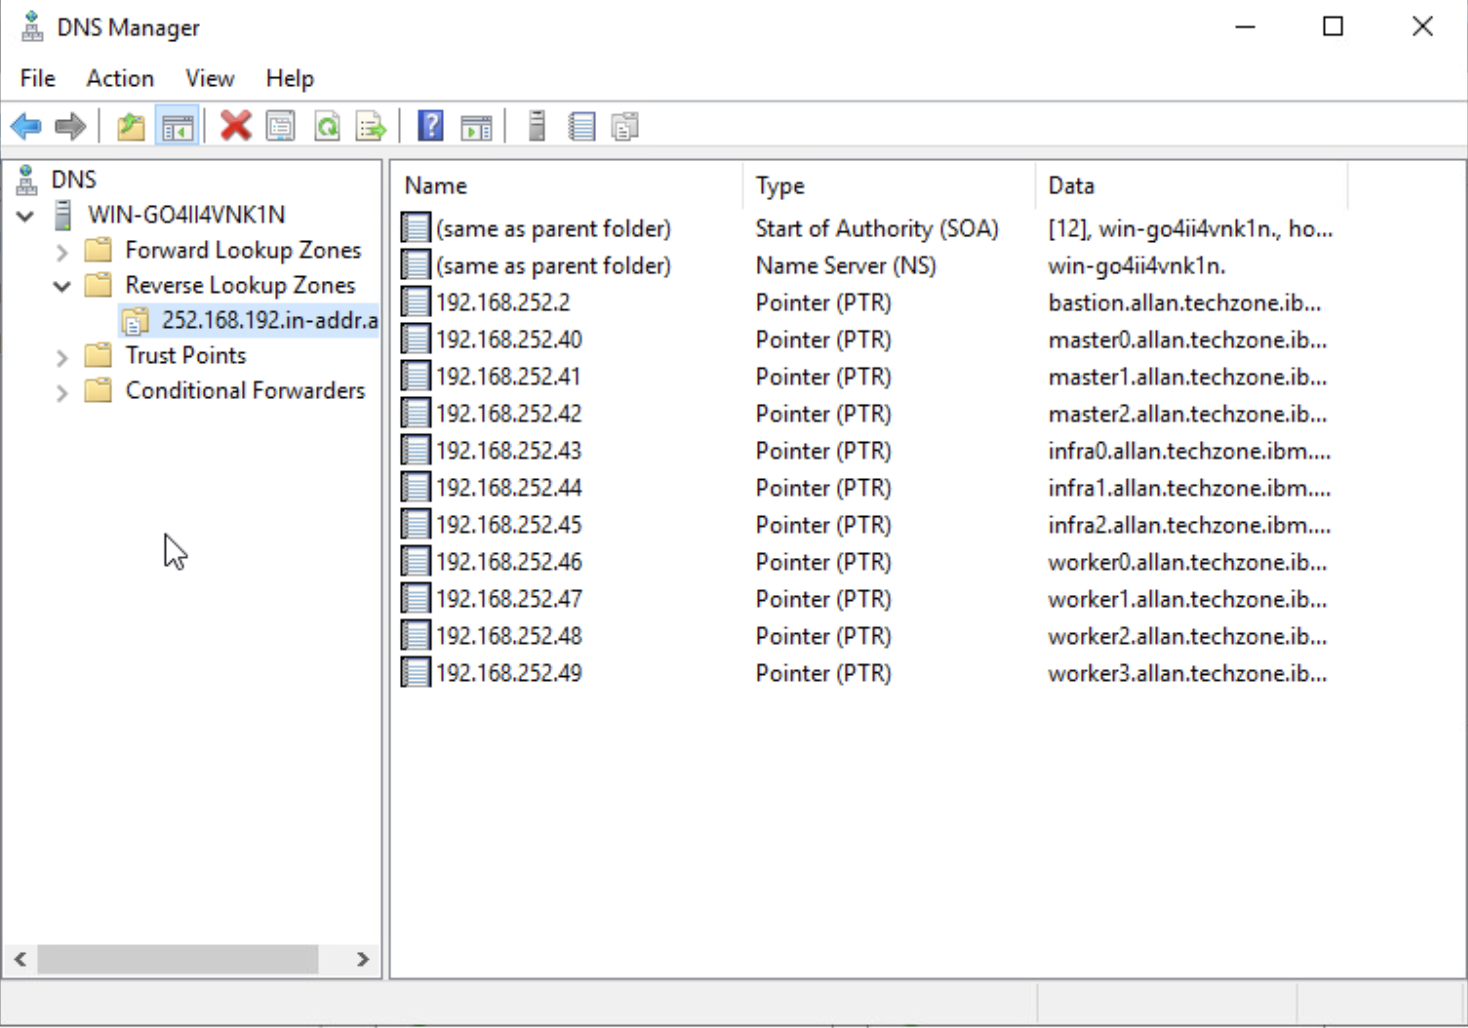 DNS Manager
File Action View Help
DNS
WIN-GO4II4VNK1N
Forward Lookup Zones
Reverse Lookup Zones
252.168.192.in-addr.a
Trust Points
Conditional Forwarders
Name Type Data
(same as parent folder) Start of Authority (SOA) [12], win-go4ii4vnk1n., ho...
(same as parent folder) Name Server (NS) win-go4ii4vnk1n.
192.168.252.2 Pointer (PTR) bastion.allan.techzone.ib...
192.168.252.40 Pointer (PTR) master0.allan.techzone.ib...
192.168.252.41 Pointer (PTR) master1.allan.techzone.ib...
192.168.252.42 Pointer (PTR) master2.allan.techzone.ib...
192.168.252.43 Pointer (PTR) infra0.allan.techzone.ibm....
192.168.252.44 Pointer (PTR) infra1.allan.techzone.ibm....
192.168.252.45 Pointer (PTR) infra2.allan.techzone.ibm....
192.168.252.46 Pointer (PTR) worker0.allan.techzone.ib...
192.168.252.47 Pointer (PTR) worker1.allan.techzone.ib...
192.168.252.48 Pointer (PTR) worker2.allan.techzone.ib...
192.168.252.49 Pointer (PTR) worker3.allan.techzone.ib...